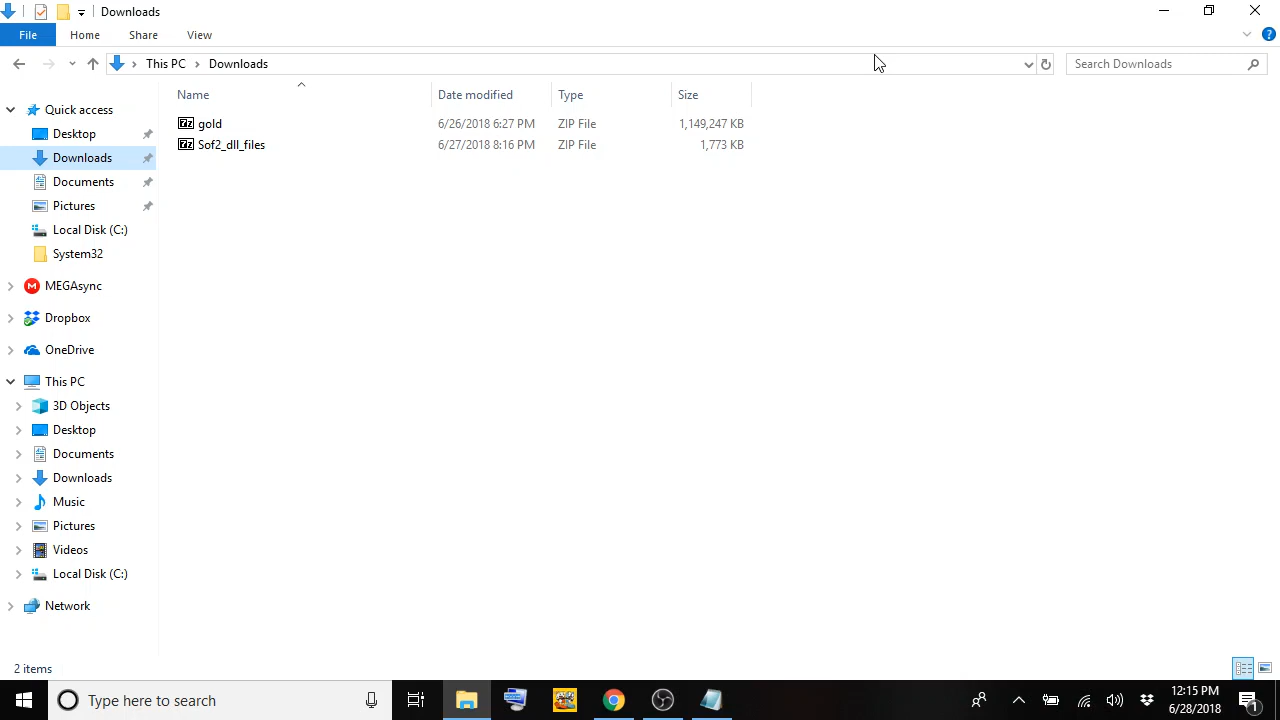 Downloads
File Home Share View
This PC Downloads Search Downloads
Name Date modified Type Size
gold 6/26/2018 6:27 PM ZIP File 1,149,247 KB
Sof2_dll_files 6/27/2018 8:16 PM ZIP File 1,773 KB
Quick access
Desktop
Downloads
Documents
Pictures
Local Disk (C:)
System32
MEGAsync
Dropbox
OneDrive
This PC
3D Objects
Desktop
Documents
Downloads
Music
Pictures
Videos
Local Disk (C:)
Network
2 items
Type here to search
12:15 PM
6/28/2018
1